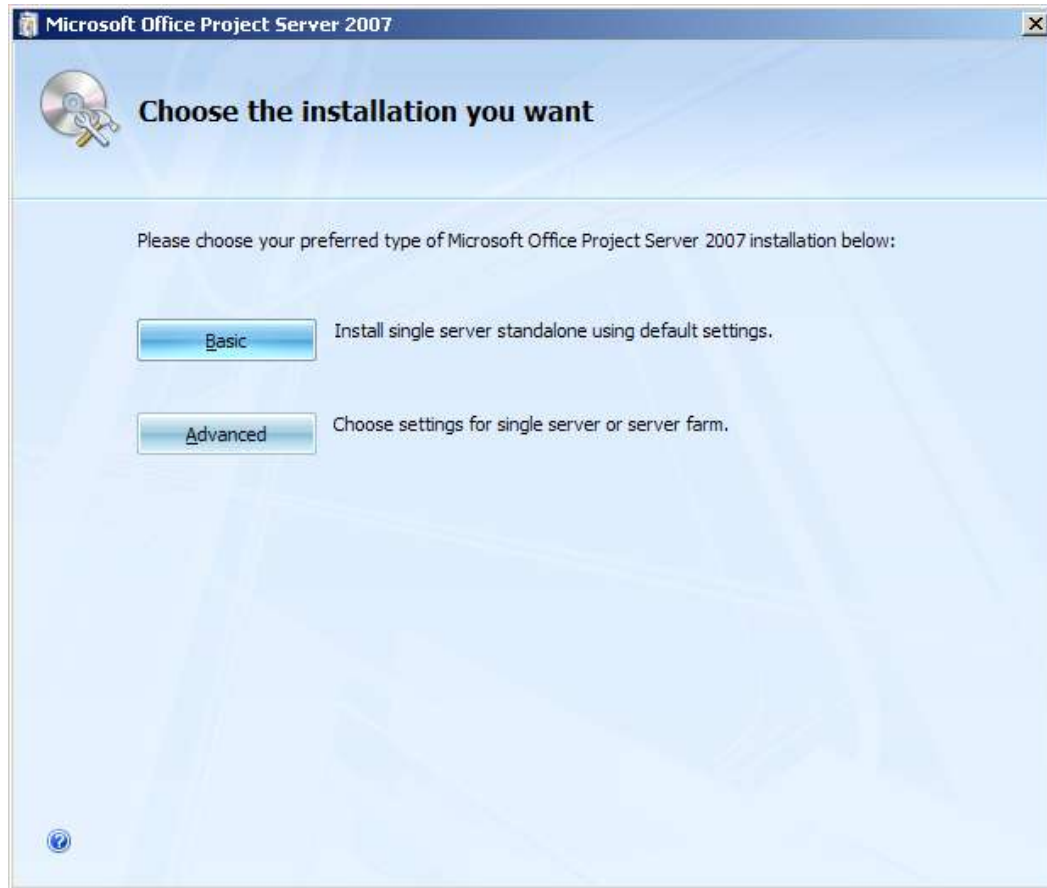 Microsoft Office Project Server 2007
Choose the installation you want
Please choose your preferred type of Microsoft Office Project Server 2007 installation below:
Basic
Install single server standalone using default settings.
Advanced
Choose settings for single server or server farm.